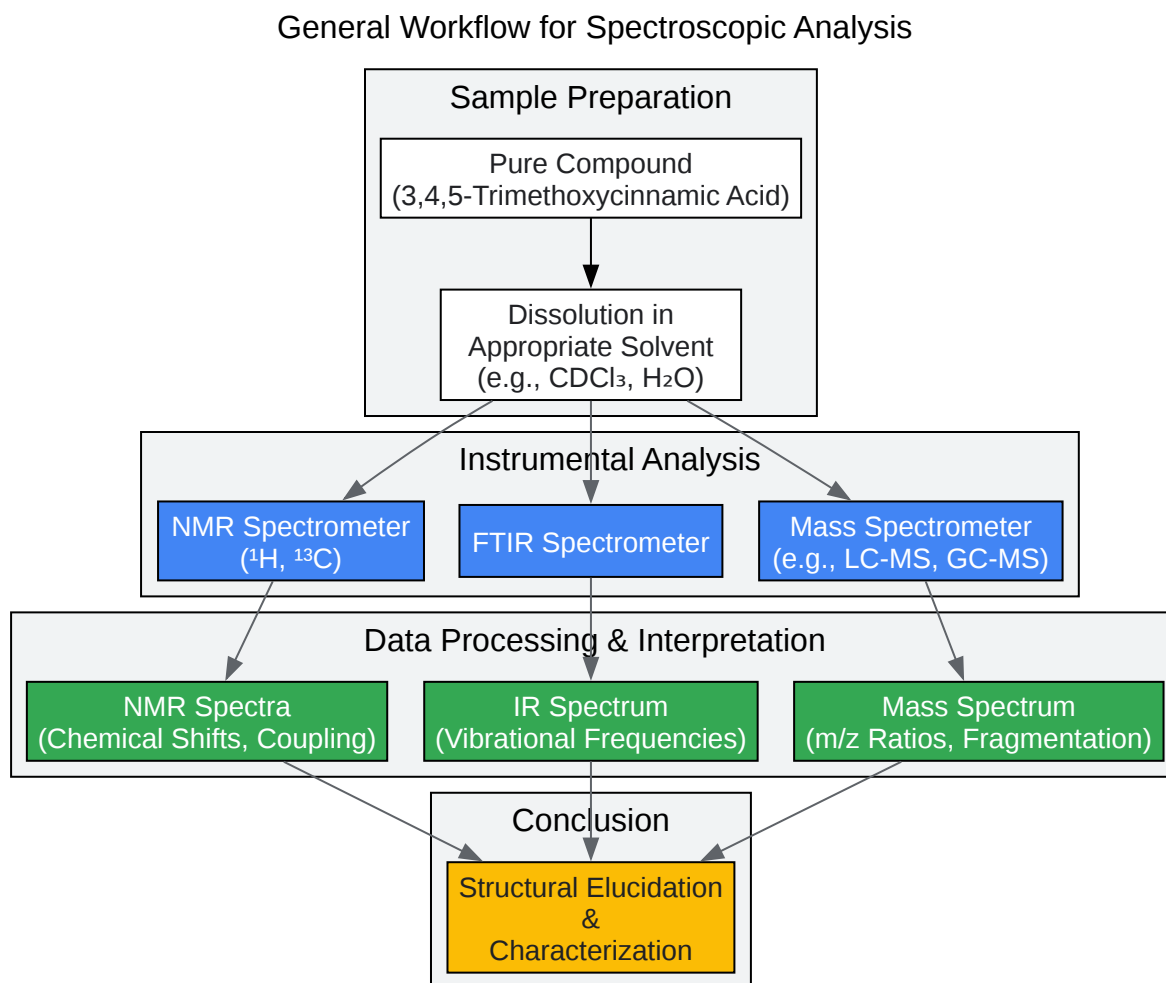 General Workflow for Spectroscopic Analysis
Sample Preparation
Pure Compound
(3,4,5-Trimethoxycinnamic Acid)
Dissolution in
Appropriate Solvent
(e.g., CDCl₃, H₂O)
Instrumental Analysis
NMR Spectrometer
(¹H, ¹³C)
FTIR Spectrometer
Mass Spectrometer
(e.g., LC-MS, GC-MS)
Data Processing & Interpretation
NMR Spectra
(Chemical Shifts, Coupling)
IR Spectrum
(Vibrational Frequencies)
Mass Spectrum
(m/z Ratios, Fragmentation)
Conclusion
Structural Elucidation
&
Characterization